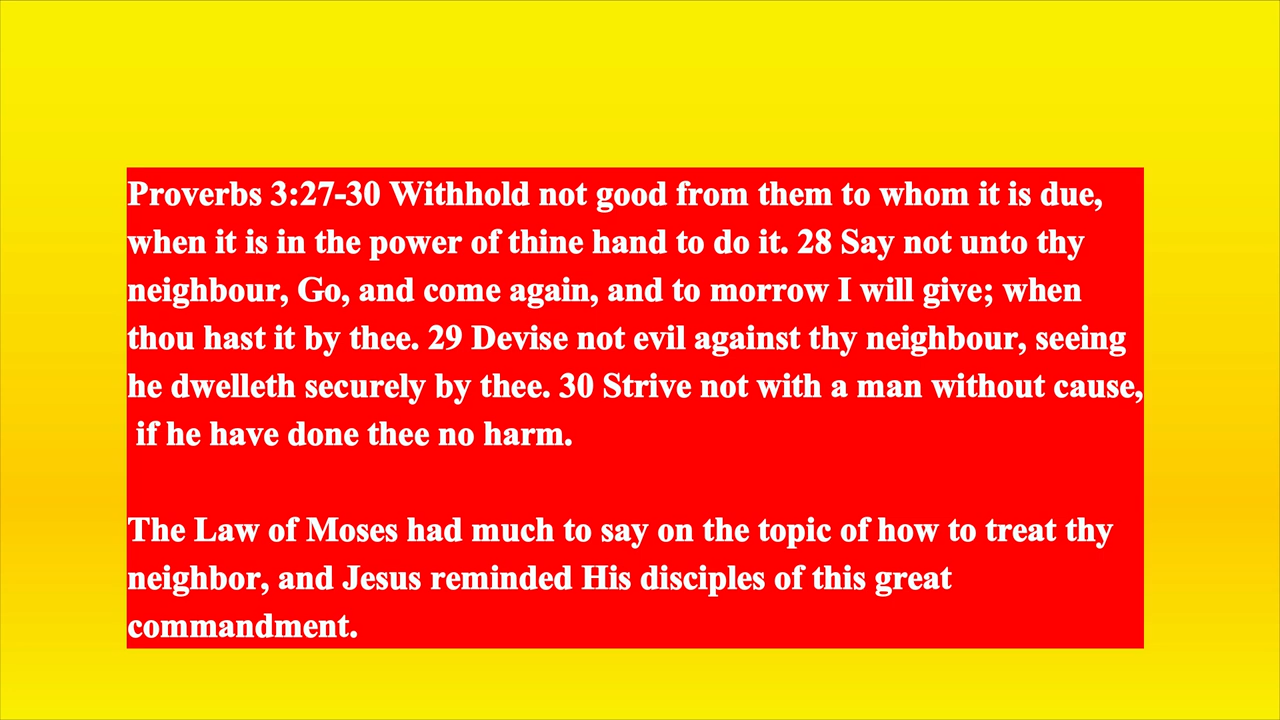 Proverbs 3:27-30 Withhold not good from them to whom it is due,
when it is in the power of thine hand to do it. 28 Say not unto thy
neighbour, Go, and come again, and to morrow I will give; when
thou hast it by thee. 29 Devise not evil against thy neighbour, seeing
he dwelleth securely by thee. 30 Strive not with a man without cause,
if he have done thee no harm.

The Law of Moses had much to say on the topic of how to treat thy
neighbor, and Jesus reminded His disciples of this great
commandment.